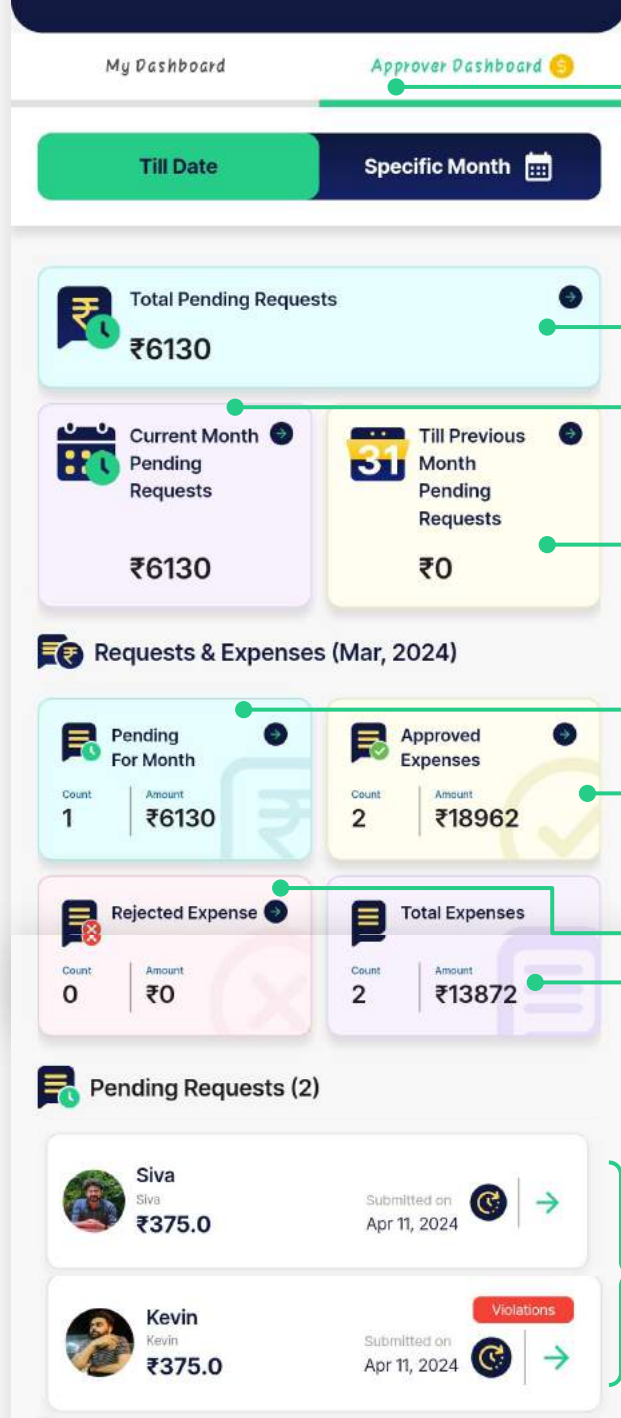 My Dashboard
Approver Dashboard $
Till Date
Specific Month
Total Pending Requests
₹6130
Current Month
Pending
Requests
₹6130
31
Till Previous
Month
Pending
Requests
₹0
Requests & Expenses (Mar, 2024)
Pending
For Month
Count
Amount
1
₹6130
Approved
Expenses
Count
Amount
2
₹18962
Rejected Expense
Count
Amount
0
₹0
Total Expenses
Count
Amount
2
₹13872
Pending Requests (2)
Siva
Siva
₹375.0
Submitted on
Apr 11, 2024
Violations
Kevin
Kevin
₹375.0
Submitted on
Apr 11, 2024